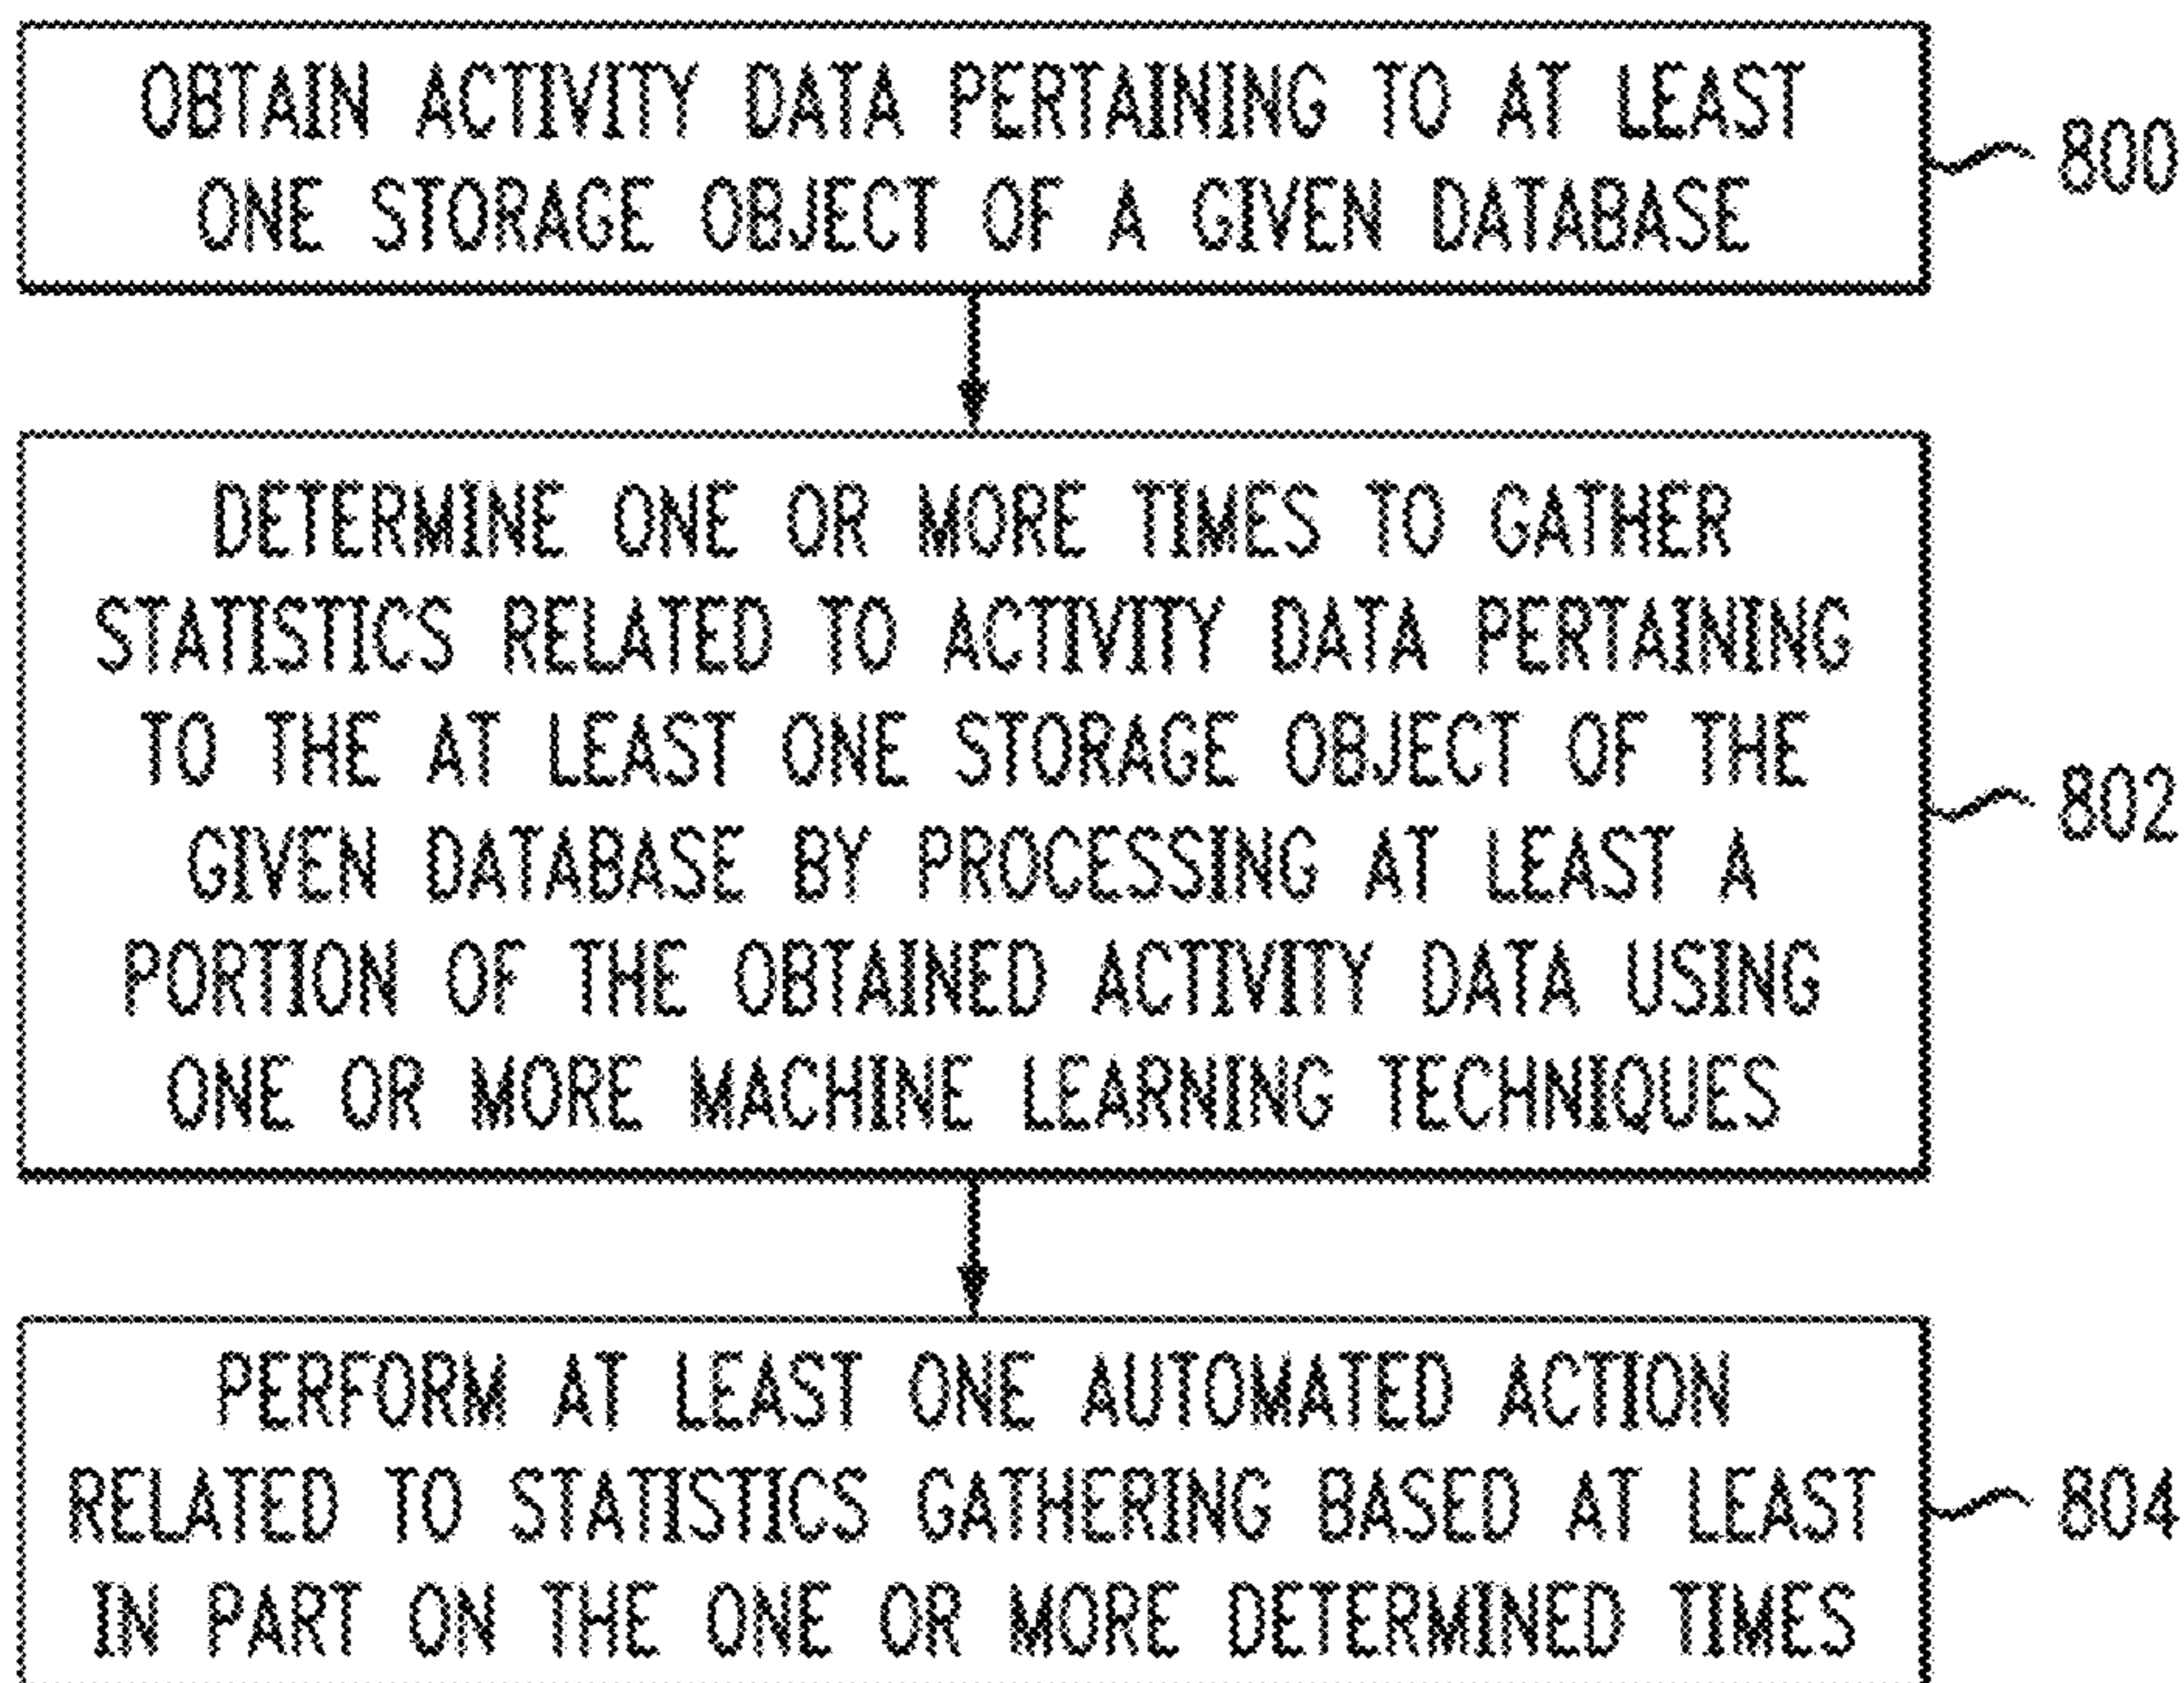 OBTAIN ACTIVITY DATA PERTAINING TO AT LEAST
ONE STORAGE OBJECT OF A GIVEN DATABASE
800
DETERMINE ONE OR MORE TIMES TO GATHER
STATISTICS RELATED TO ACTIVITY DATA PERTAINING
TO THE AT LEAST ONE STORAGE OBJECT OF THE
GIVEN DATABASE BY PROCESSING AT LEAST A
PORTION OF THE OBTAINED ACTIVITY DATA USING
ONE OR MORE MACHINE LEARNING TECHNIQUES
802
PERFORM AT LEAST ONE AUTOMATED ACTION
RELATED TO STATISTICS GATHERING BASED AT LEAST
IN PART ON THE ONE OR MORE DETERMINED TIMES
804